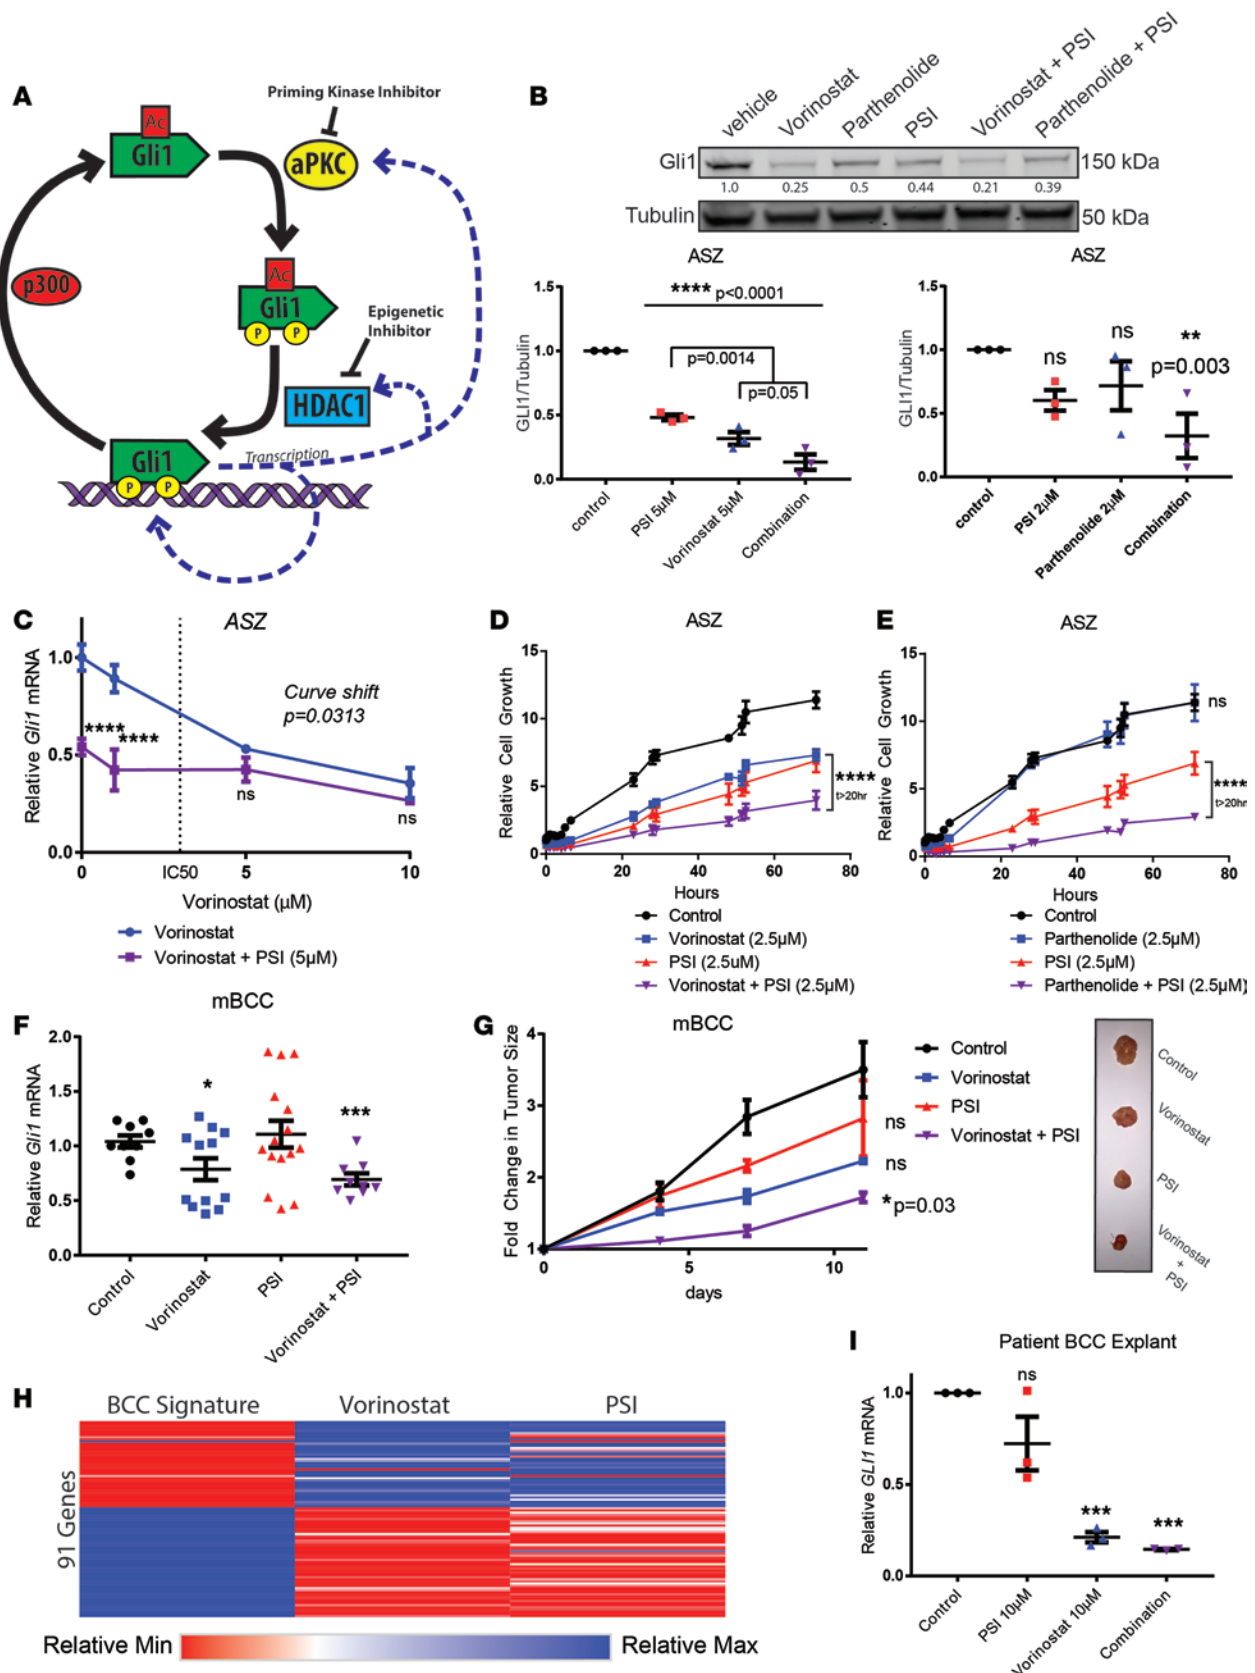 A
Priming Kinase Inhibitor
Ac
Gli1
aPKC
p300
Ac
Gli1
P P
Epigenetic
Inhibitor
HDAC1
Gli1
Transcription
P P
B
vehicle
Vorinostat
Parthenolide
PSI
Vorinostat + PSI
Parthenolide + PSI
Gli1
150 kDa
1.0 0.25 0.5 0.44 0.21 0.39
Tubulin
50 kDa
ASZ
GLI1/Tubulin
1.5
1.0
0.5
0.0
**** p<0.0001
p=0.0014
p=0.05
control
PSI 5μM
Vorinostat 5μM
Combination
ASZ
GLI1/Tubulin
1.5
1.0
0.5
0.0
ns
ns
**
p=0.003
control
PSI 2μM
Parthenolide 2μM
Combination
C
ASZ
Relative Gli1 mRNA
1.0
0.5
0.0
Curve shift
p=0.0313
****
****
ns
ns
0 IC50 5 10
Vorinostat (μM)
Vorinostat
Vorinostat + PSI (5μM)
D
ASZ
Relative Cell Growth
15
10
5
0
****
t>20hr
0 20 40 60 80
Hours
Control
Vorinostat (2.5μM)
PSI (2.5uM)
Vorinostat + PSI (2.5μM)
E
ASZ
Relative Cell Growth
15
10
5
0
ns
****
t>20hr
0 20 40 60 80
Hours
Control
Parthenolide (2.5μM)
PSI (2.5μM)
Parthenolide + PSI (2.5μM)
F
mBCC
Relative Gli1 mRNA
2.0
1.5
1.0
0.5
0.0
*
***
Control
Vorinostat
PSI
Vorinostat + PSI
G
mBCC
Fold Change in Tumor Size
4
3
2
1
0 5 10
days
ns
ns
* p=0.03
Control
Vorinostat
PSI
Vorinostat + PSI
Control
Vorinostat
PSI
Vorinostat
+
PSI
H
BCC Signature Vorinostat PSI
91 Genes
Relative Min Relative Max
I
Patient BCC Explant
Relative GLI1 mRNA
1.0
0.5
0.0
ns
***
***
Control
PSI 10μM
Vorinostat 10μM
Combination